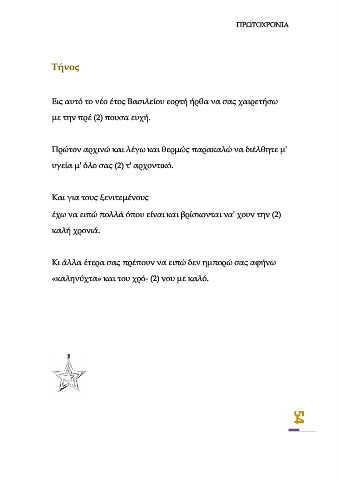 ΠΡΩΤΟΧΡΟΝΙΑ
Τήνος
Εις αυτό το νέο έτος Βασιλείου εορτή ήρθα να σας χαιρετήσω
με την πρέ (2) πουσα ευχή.
Πρώτον αρχινώ και λέγω και θερμώς παρακαλώ να διέλθητε μ'
υγεία μ' όλο σας (2) τ' αρχοντικό.
Και για τους ξενιτεμένους
έχω να ειπώ πολλά όπου είναι και βρίσκονται να' χουν την (2)
καλή χρονιά.
Κι άλλα έτερα σας πρέπουν να ειπώ δεν ημπορώ σας αφήνω
«καληνύχτα» και του χρό- (2) νου με καλό.
54